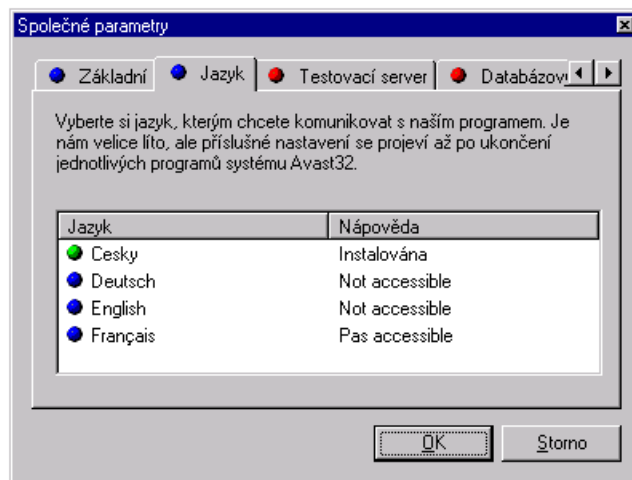 Společné parametry
Základní Jazyk Testovací server Databázov
Vyberte si jazyk, kterým chcete komunikovat s naším programem. Je
nám velice líto, ale příslušné nastavení se projeví až po ukončení
jednotlivých programů systému Avast32.
Jazyk Nápověda
Cesky Instalována
Deutsch Not accessible
English Not accessible
Français Pas accessible
OK Storno